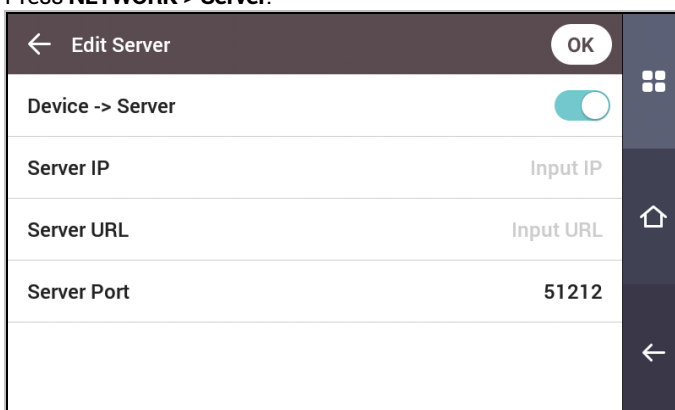 Press NETWORK > Server.
Edit Server
OK
Device -> Server
Server IP
Input IP
Server URL
Input URL
Server Port
51212